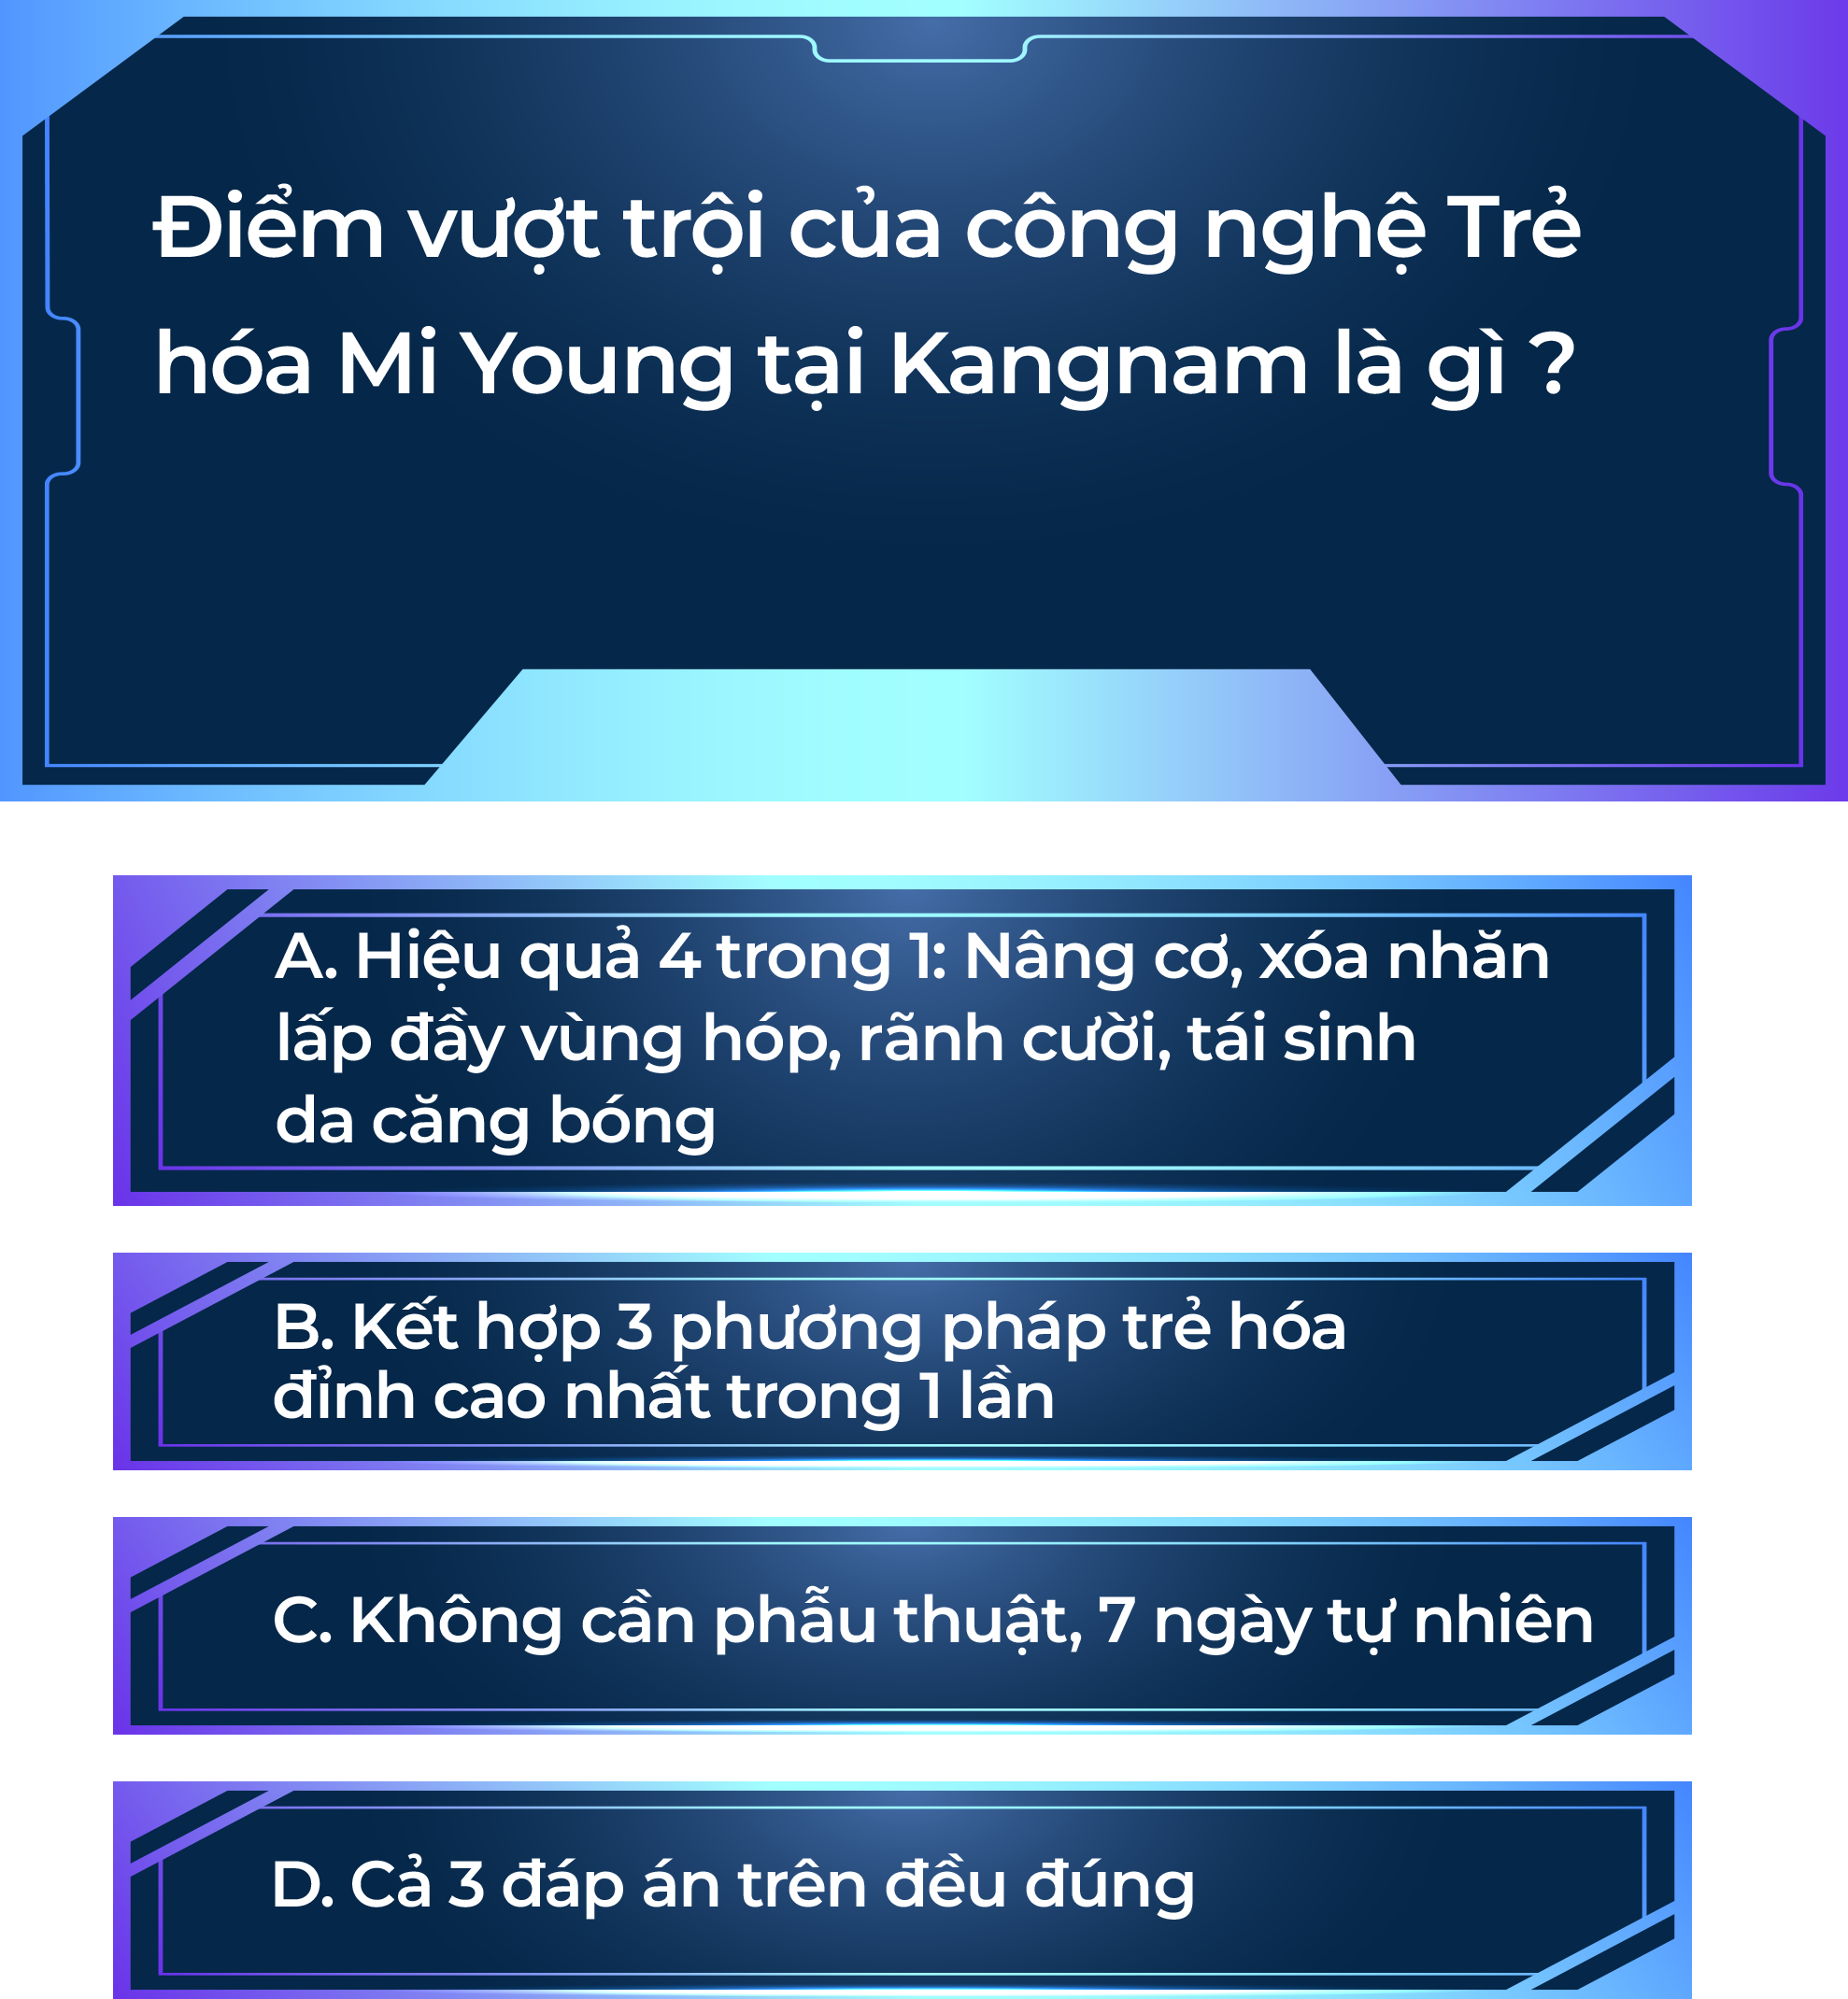 Điểm vượt trội của công nghệ Trẻ
hóa Mi Young tại Kangnam là gì ?
A. Hiệu quả 4 trong 1: Nâng cơ, xóa nhăn
lấp đầy vùng hóp, rãnh cười, tái sinh
da căng bóng
B. Kết hợp 3 phương pháp trẻ hóa
đỉnh cao nhất trong 1 lần
C. Không cần phẫu thuật, 7 ngày tự nhiên
D. Cả 3 đáp án trên đều đúng